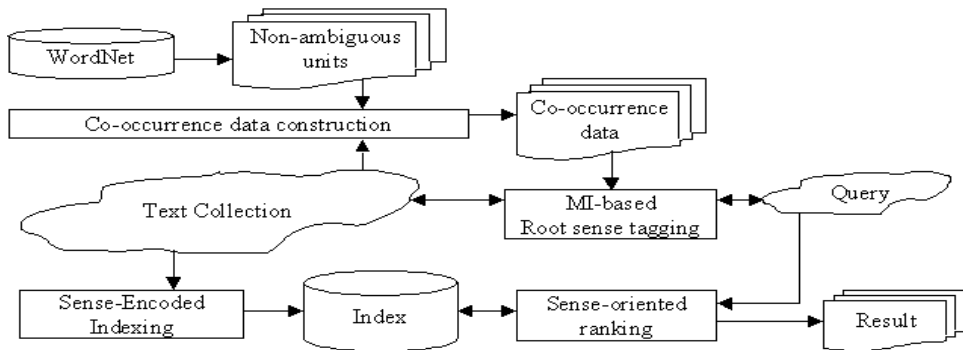 Non-ambiguous
units
WordNet
Co-occurrence data construction
Co-occurrence
data
Text Collection
MI-based
Root sense tagging
Query
Sense-Encoded
Indexing
Index
Sense-oriented
ranking
Result